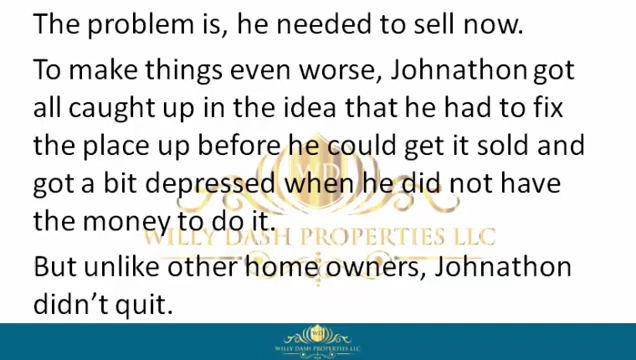 The problem is, he needed to sell now.
To make things even worse, Johnathon got
all caught up in the idea that he had to fix
the place up before he could get it sold and
got a bit depressed when he did not have
the money to do it.
WILLY DASH PROPERTIES LLC
But unlike other home owners, Johnathon
didn't quit.
WILLY DASH PROPERTIES LLC